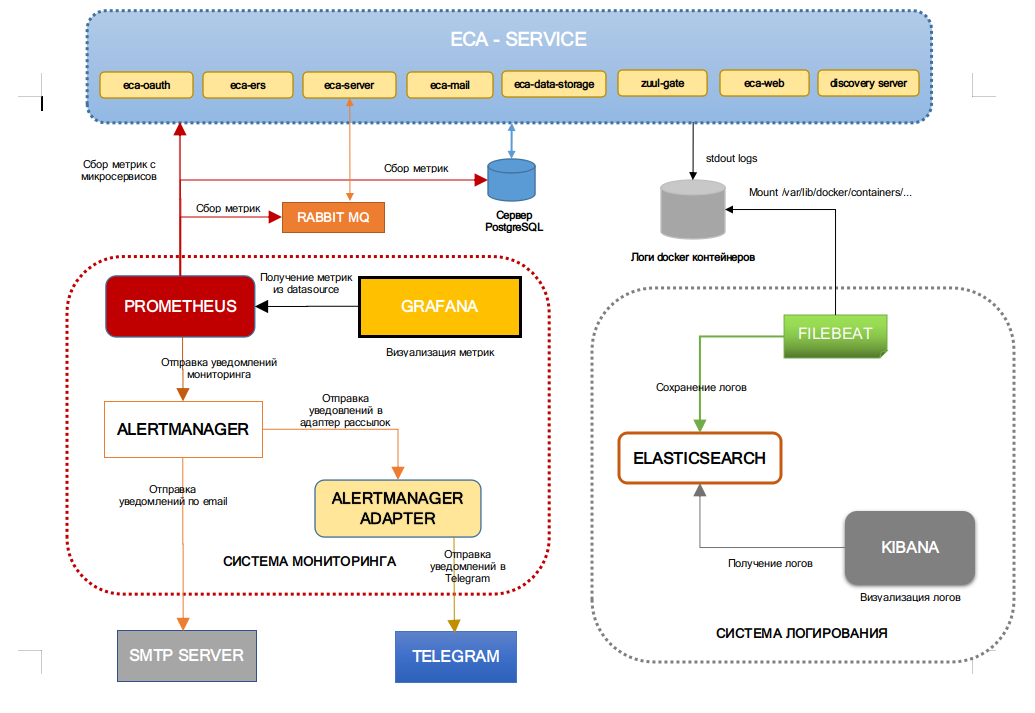 ECA - SERVICE
eca-oauth
eca-ers
eca-server
eca-mail
eca-data-storage
zuul-gate
eca-web
discovery server
Сбор метрик с
микросервисов
Сбор метрик
stdout logs
Mount /var/lib/docker/containers/...
Сбор метрик
RABBIT MQ
Сервер
PostgreSQL
Логи docker контейнеров
PROMETHEUS
Получение метрик
из datasource
GRAFANA
Визуализация метрик
FILEBEAT
Отправка уведомлений
мониторинга
Сохранение логов
ALERTMANAGER
Отправка
уведовлений в
адаптер рассылок
ELASTICSEARCH
Отправка
уведомлений по email
ALERTMANAGER
ADAPTER
KIBANA
Получение логов
Визуализация логов
СИСТЕМА МОНИТОРИНГА
Отправка
уведомлений в
Telegram
СИСТЕМА ЛОГИРОВАНИЯ
SMTP SERVER
TELEGRAM